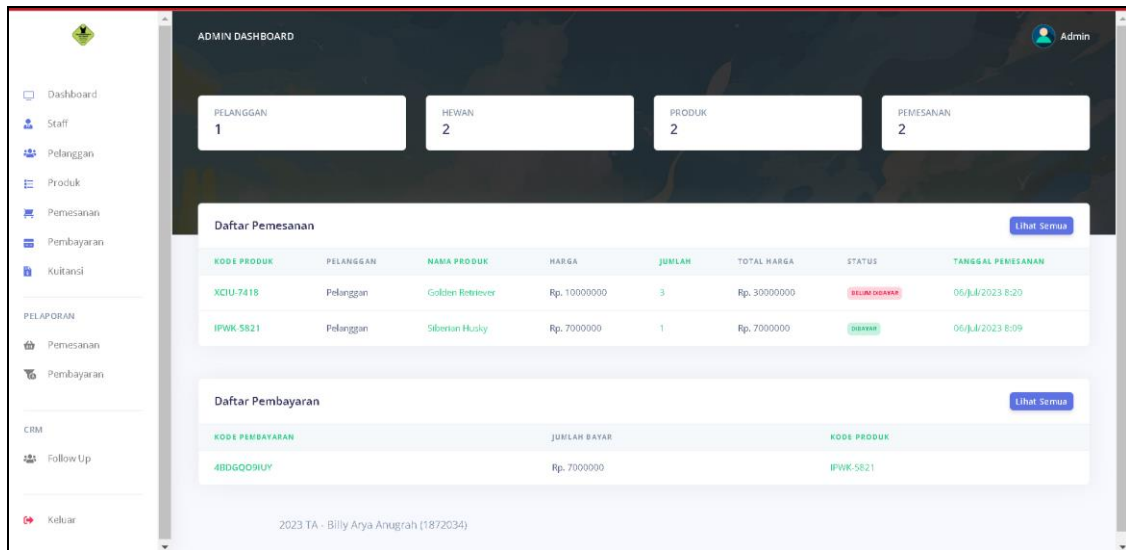 ADMIN DASHBOARD
Admin
Dashboard
Staff
Pelanggan
Produk
Pemesanan
Pembayaran
Kuitansi
PELAPORAN
Pemesanan
Pembayaran
CRM
Follow Up
Keluar
PELANGGAN
1
HEWAN
2
PRODUK
2
PEMESANAN
2
Daftar Pemesanan
Lihat Semua
KODE PRODUK PELANGGAN NAMA PRODUK HARGA JUMLAH TOTAL HARGA STATUS TANGGAL PEMESANAN
XCIU-7418 Pelanggan Golden Retriever Rp. 10000000 3 Rp. 30000000 BELUM DIBAYAR 06/Jul/2023 8:20
IPWK-5821 Pelanggan Siberian Husky Rp. 7000000 1 Rp. 7000000 DIBAYAR 06/Jul/2023 8:09
Daftar Pembayaran
Lihat Semua
KODE PEMBAYARAN JUMLAH BAYAR KODE PRODUK
4BDGQO9IUY Rp. 7000000 IPWK-5821
2023 TA - Billy Arya Anugrah (1872034)